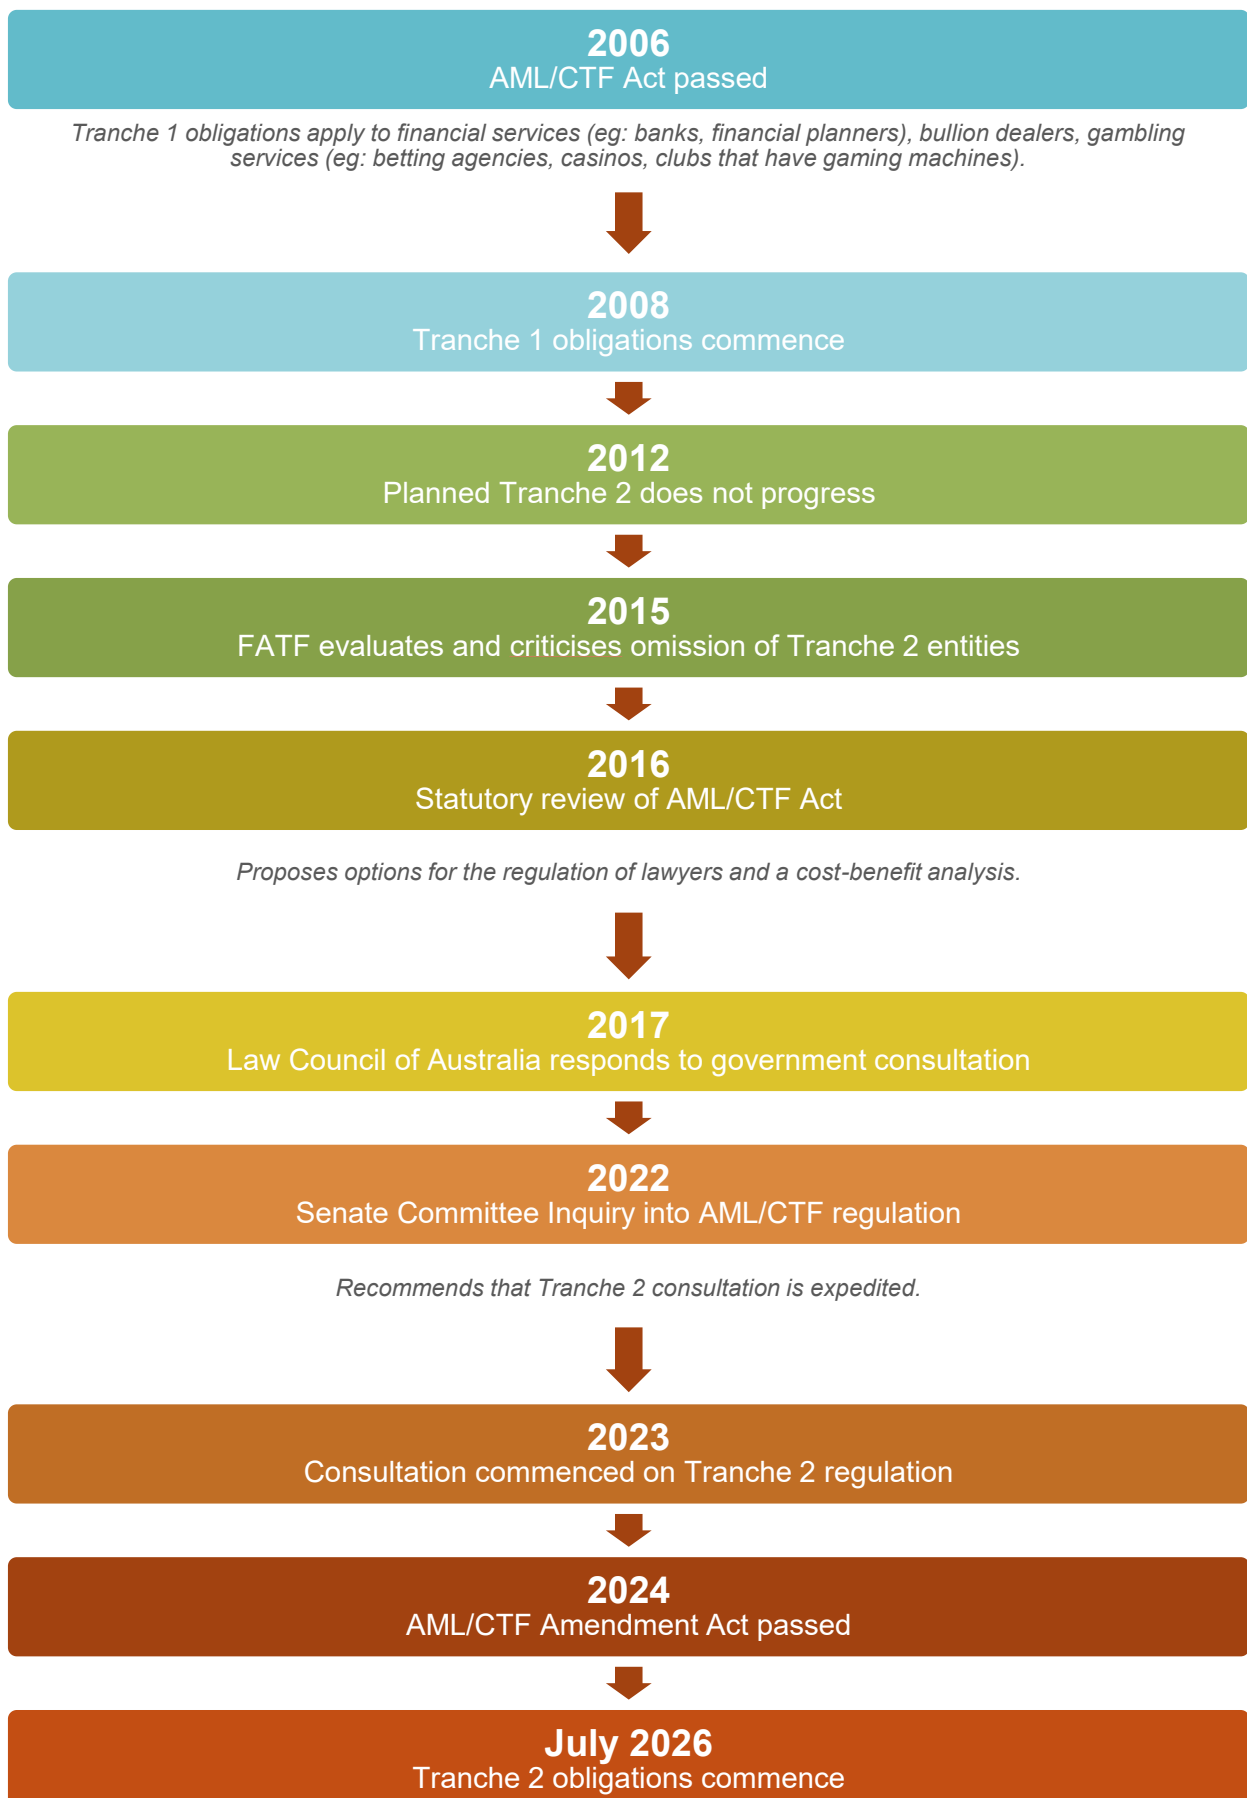 2006
AML/CTF Act passed
Tranche 1 obligations apply to financial services (eg: banks, financial planners), bullion dealers, gambling
services (eg: betting agencies, casinos, clubs that have gaming machines).
2008
Tranche 1 obligations commence
2012
Planned Tranche 2 does not progress
2015
FATF evaluates and criticises omission of Tranche 2 entities
2016
Statutory review of AML/CTF Act
Proposes options for the regulation of lawyers and a cost-benefit analysis.
2017
Law Council of Australia responds to government consultation
2022
Senate Committee Inquiry into AML/CTF regulation
Recommends that Tranche 2 consultation is expedited.
2023
Consultation commenced on Tranche 2 regulation
2024
AML/CTF Amendment Act passed
July 2026
Tranche 2 obligations commence